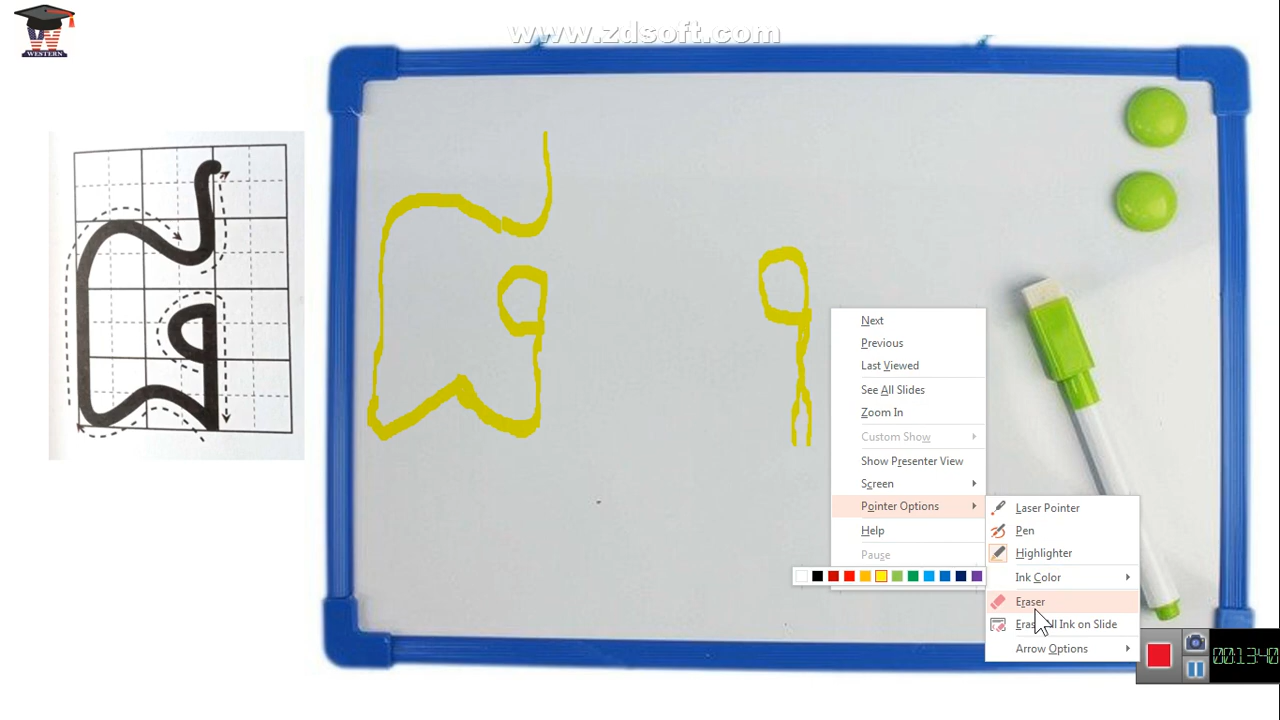 www.zdsoft.com
W
WESTERN
Next
Previous
Last Viewed
See All Slides
Zoom In
Custom Show
Show Presenter View
Screen
Pointer Options
Help
Pause
Laser Pointer
Pen
Highlighter
Ink Color
Eraser
Erase All Ink on Slide
Arrow Options
00:13:40